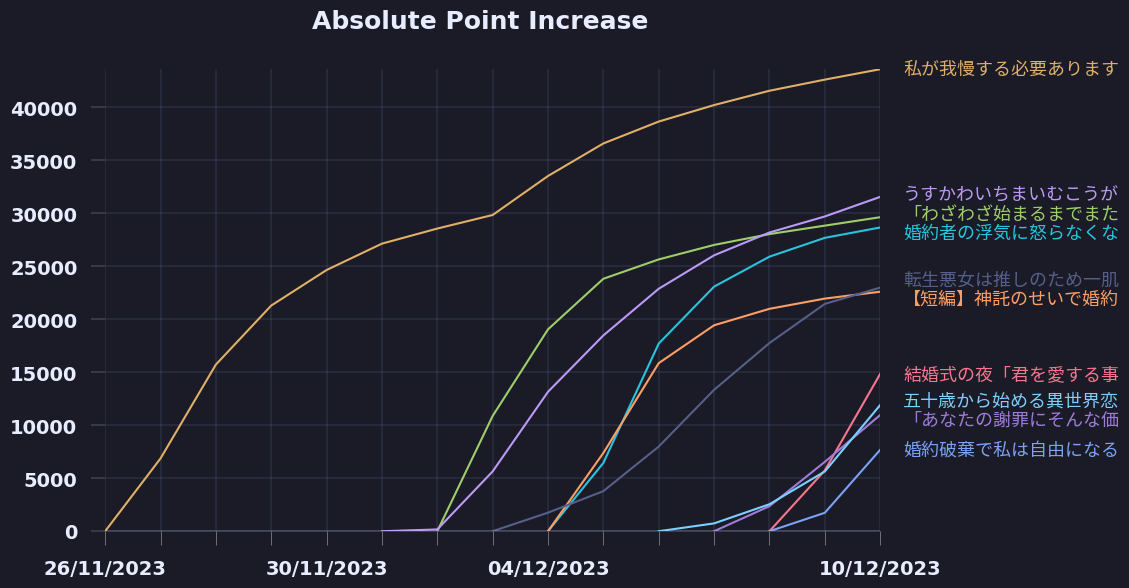 Absolute Point Increase
私が我慢する必要あります
40000
35000
うすかわいちまいむこうが
30000
「わざわざ始まるまでまた
婚約者の浮気に怒らなくな
25000
転生悪女は推しのため一肌
【短編】神託のせいで婚約
20000
15000
結婚式の夜「君を愛する事
五十歳から始める異世界恋
10000
「あなたの謝罪にそんな価
婚約破棄で私は自由になる
5000
0
26/11/2023 30/11/2023 04/12/2023 10/12/2023